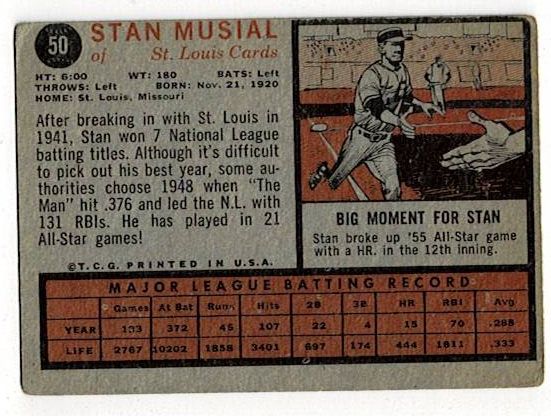 50
STAN MUSIAL
of St. Louis Cards
HT: 6:00 WT: 180 BATS: Left
THROWS: Left BORN: Nov. 21, 1920
HOME: St. Louis, Missouri
After breaking in with St. Louis in
1941, Stan won 7 National League
batting titles. Although it's difficult
to pick out his best year, some au-
thorities choose 1948 when "The
Man" hit .376 and led the N.L. with
131 RBIs. He has played in 21
All-Star games!
©T.C.G. PRINTED IN U.S.A.
BIG MOMENT FOR STAN
Stan broke up '55 All-Star game
with a HR. in the 12th inning.
MAJOR LEAGUE BATTING RECORD
Games At Bat Runs Hits 2B 3B HR RBI Avg
YEAR 133 372 45 107 22 4 15 70 .288
LIFE 2767 10202 1858 3401 697 174 444 1811 .333